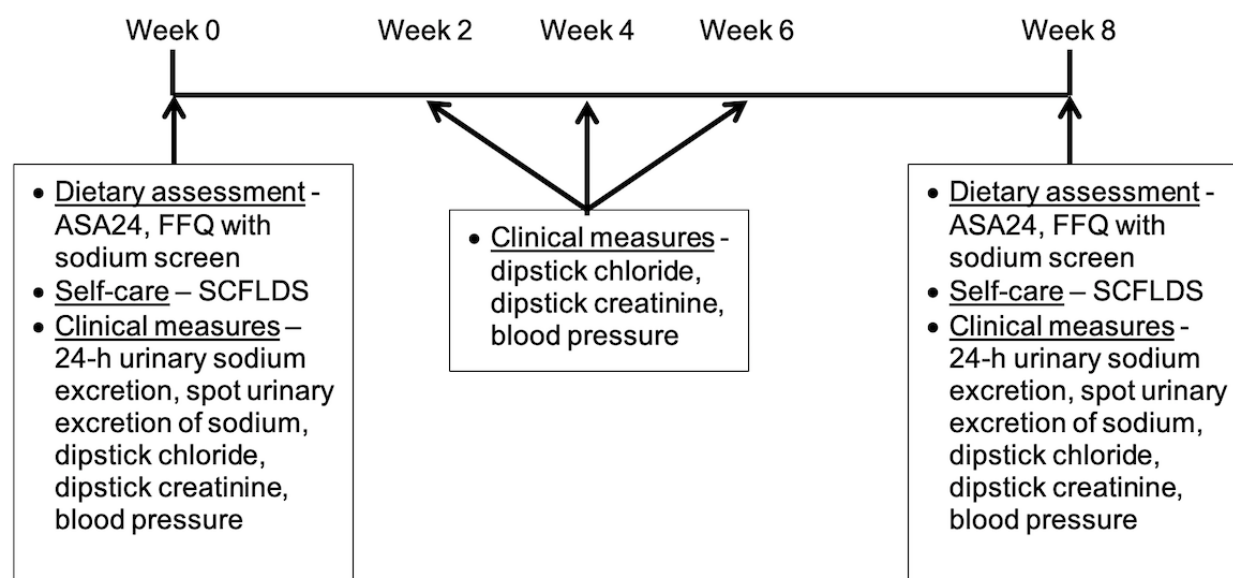 Week 0 Week 2 Week 4 Week 6 Week 8
• Dietary assessment -
ASA24, FFQ with
sodium screen
• Self-care – SCFLDS
• Clinical measures –
24-h urinary sodium
excretion, spot urinary
excretion of sodium,
dipstick chloride,
dipstick creatinine,
blood pressure
• Clinical measures -
dipstick chloride,
dipstick creatinine,
blood pressure
• Dietary assessment -
ASA24, FFQ with
sodium screen
• Self-care – SCFLDS
• Clinical measures -
24-h urinary sodium
excretion, spot urinary
excretion of sodium,
dipstick chloride,
dipstick creatinine,
blood pressure